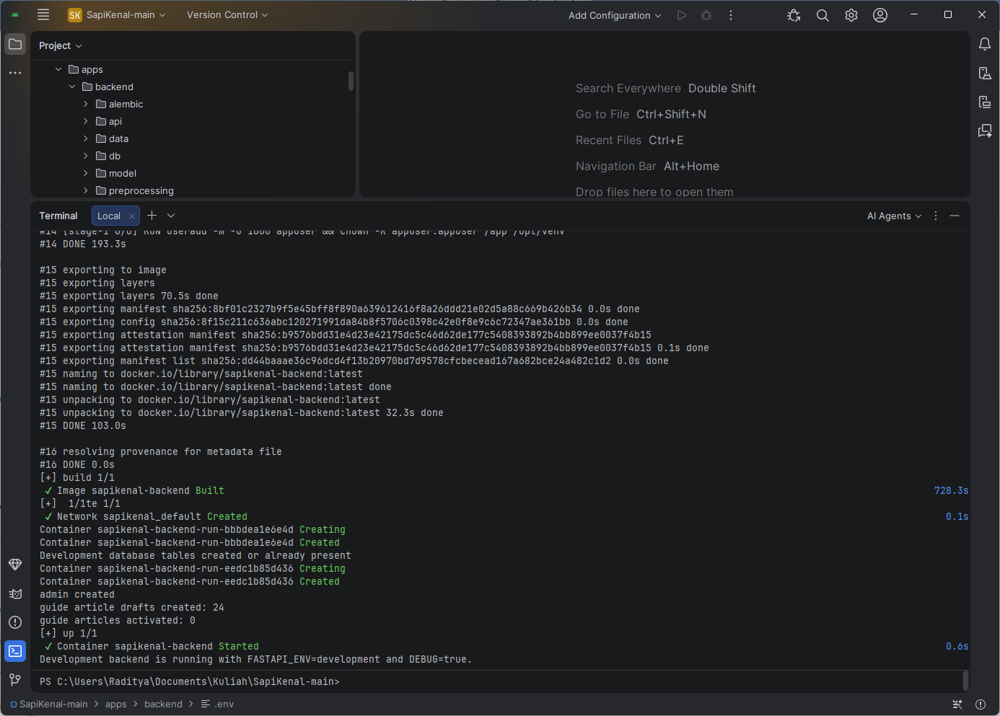 SK SapiKenal-main Version Control Add Configuration
Project
apps
backend
alembic
api
data
db
model
preprocessing
Search Everywhere Double Shift
Go to File Ctrl+Shift+N
Recent Files Ctrl+E
Navigation Bar Alt+Home
Drop files here to open them
Terminal Local AI Agents
#14 [stage-1 6/6] RUN useradd -m -u 1000 appuser && chown -R appuser:appuser /app /opt/venv
#14 DONE 193.3s
#15 exporting to image
#15 exporting layers
#15 exporting layers 70.5s done
#15 exporting manifest sha256:8bf01c2327b9f5e45bff8f890a639612416f8a26ddd21e02d5a88c669b426b34 0.0s done
#15 exporting config sha256:8f15c211c636abc120271991da84b8f5706c0398c42e0f8e9c6c72347ae361bb 0.0s done
#15 exporting attestation manifest sha256:b9576bdd31e4d23e42175dc5c46d62de177c5408393892b4bb899ee0037f4b15
#15 exporting attestation manifest sha256:b9576bdd31e4d23e42175dc5c46d62de177c5408393892b4bb899ee0037f4b15 0.1s done
#15 exporting manifest list sha256:dd44baaae36c96dcd4f13b20970bd7d9578cfcbecead167a682bce24a482c1d2 0.0s done
#15 naming to docker.io/library/sapikenal-backend:latest
#15 naming to docker.io/library/sapikenal-backend:latest done
#15 unpacking to docker.io/library/sapikenal-backend:latest
#15 unpacking to docker.io/library/sapikenal-backend:latest 32.3s done
#15 DONE 103.0s
#16 resolving provenance for metadata file
#16 DONE 0.0s
[+] build 1/1
✓ Image sapikenal-backend Built 728.3s
[+]  1/1te 1/1
✓ Network sapikenal_default Created 0.1s
Container sapikenal-backend-run-bbbdea1e6e4d Creating
Container sapikenal-backend-run-bbbdea1e6e4d Created
Development database tables created or already present
Container sapikenal-backend-run-eedc1b85d436 Creating
Container sapikenal-backend-run-eedc1b85d436 Created
admin created
guide article drafts created: 24
guide articles activated: 0
[+] up 1/1
✓ Container sapikenal-backend Started 0.6s
Development backend is running with FASTAPI_ENV=development and DEBUG=true.
PS C:\Users\Raditya\Documents\Kuliah\SapiKenal-main>
SapiKenal-main > apps > backend > .env